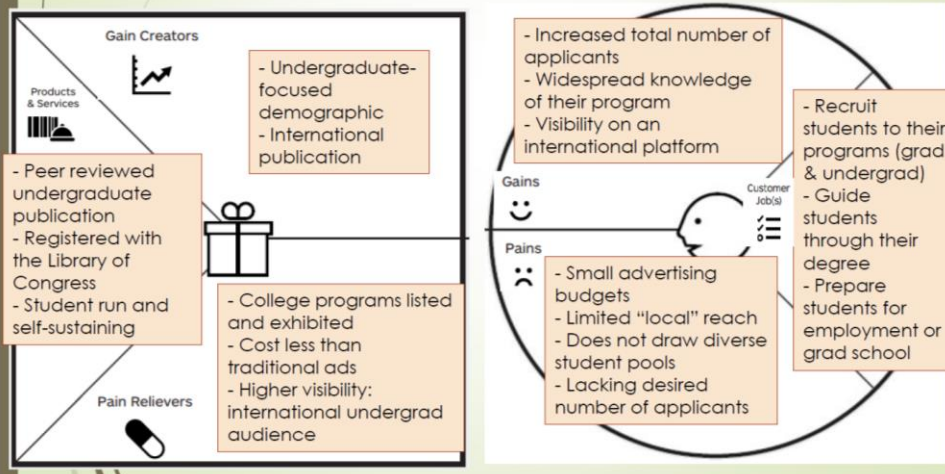 Gain Creators
Products
& Services
- Undergraduate-
focused
demographic
- International
publication
- Peer reviewed
undergraduate
publication
- Registered with
the Library of
Congress
- Student run and
self-sustaining
- College programs listed
and exhibited
- Cost less than
traditional ads
- Higher visibility:
international undergrad
audience
Pain Relievers
- Increased total number of
applicants
- Widespread knowledge
of their program
- Visibility on an
international platform
Gains
Pains
Customer
Job(s)
- Recruit
students to their
programs (grad
& undergrad)
- Guide
students
through their
degree
- Prepare
students for
employment or
grad school
- Small advertising
budgets
- Limited “local” reach
- Does not draw diverse
student pools
- Lacking desired
number of applicants